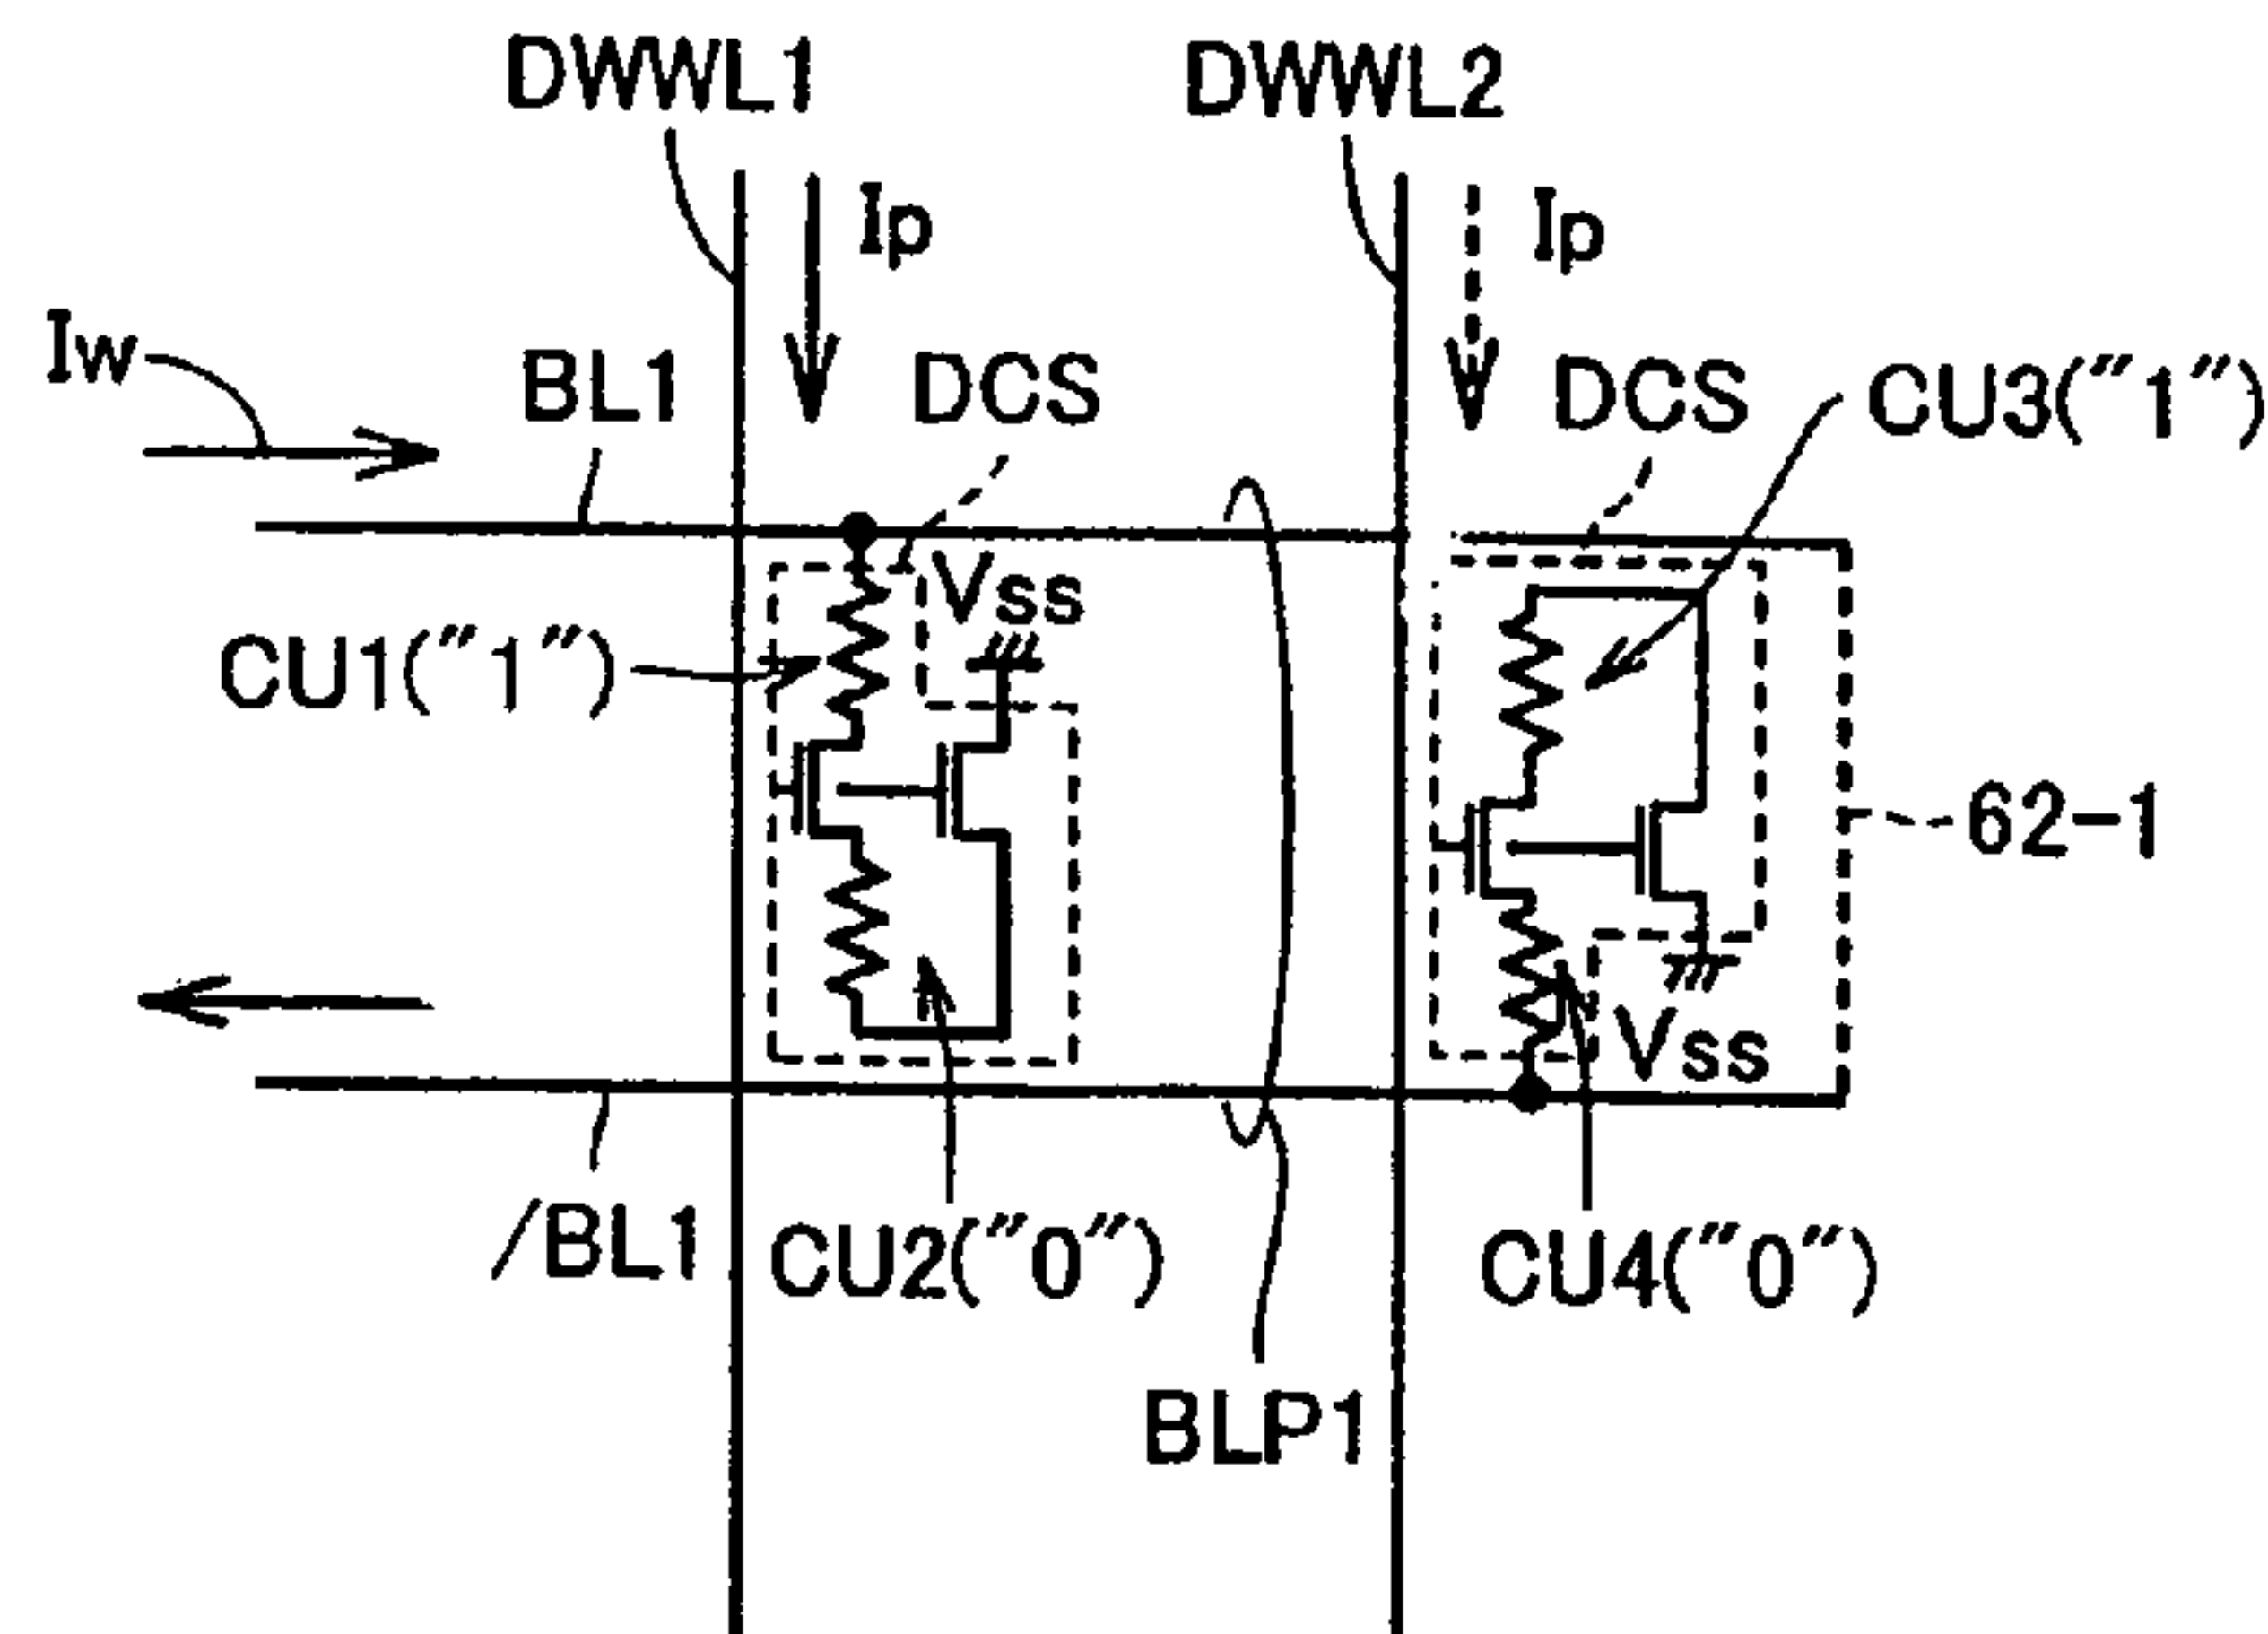 DWWL1
DWWL2
Ip
Ip
Iw
BL1
DCS
DCS
CU3("1")
Vss
CU1("1")
62-1
Vss
/BL1
CU2("0")
CU4("0")
BLP1